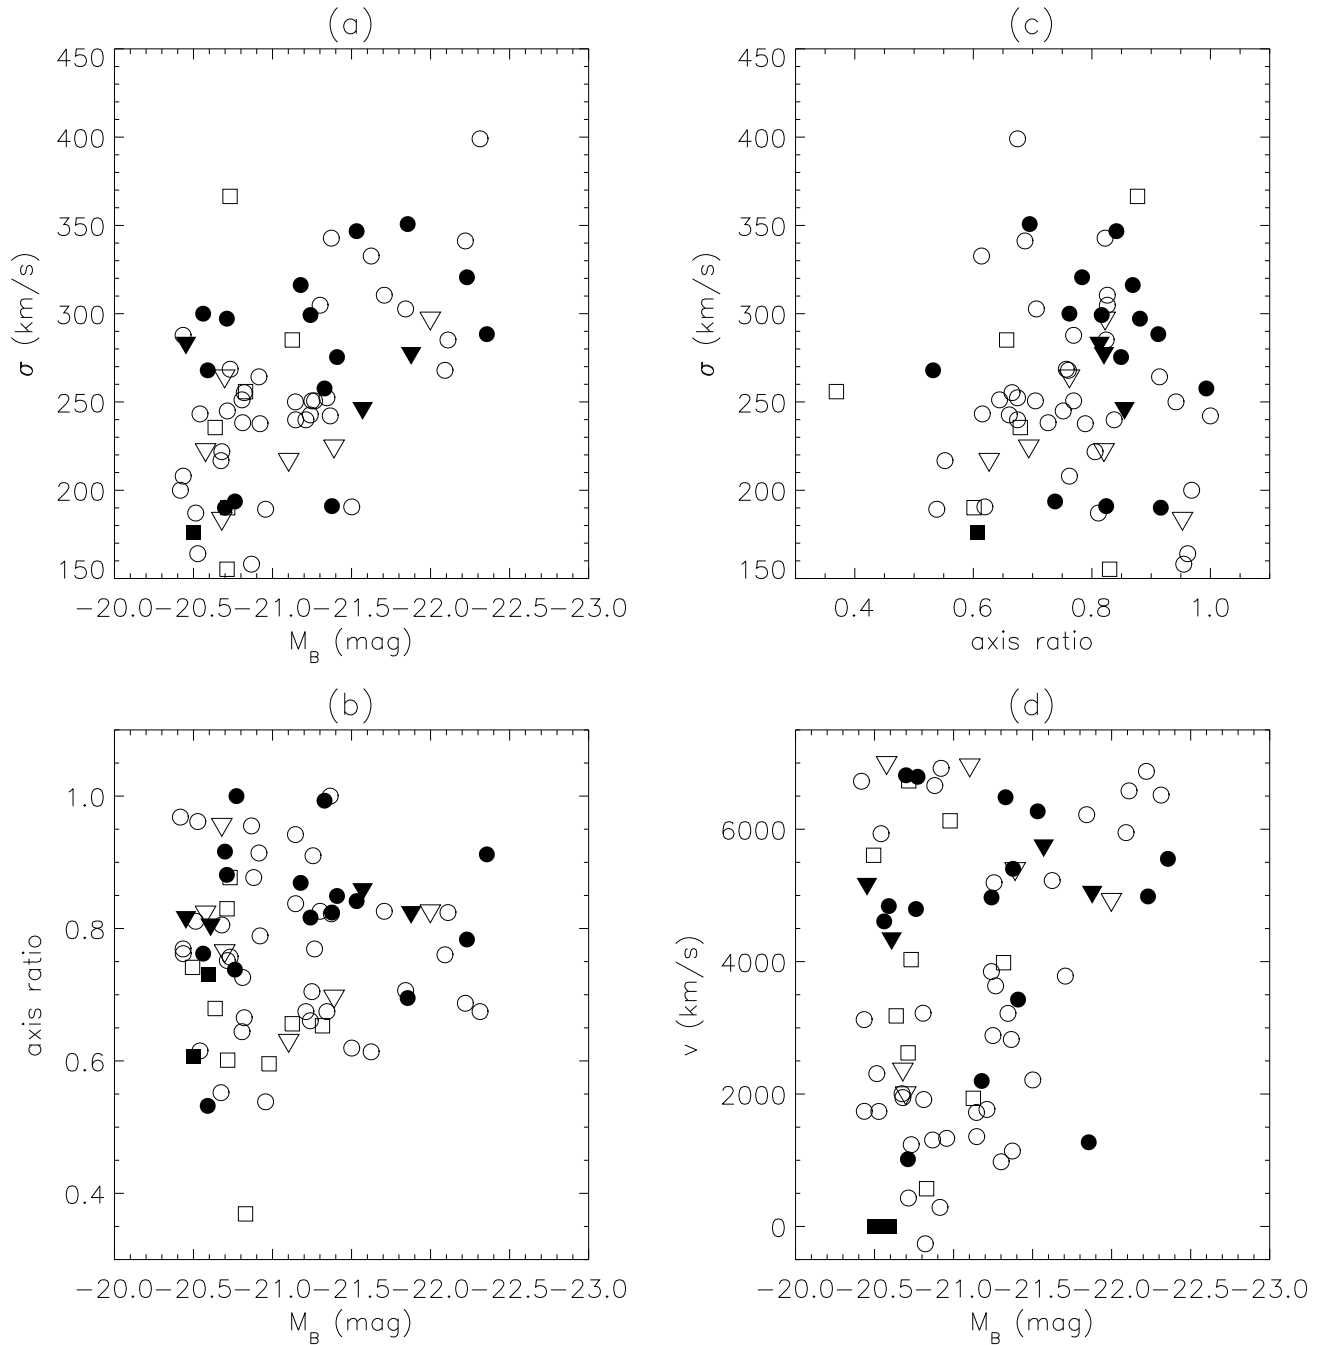 (a)
450
400
350
300
250
200
150
σ (km/s)
-20.0-20.5-21.0-21.5-22.0-22.5-23.0
M_B (mag)
(c)
450
400
350
300
250
200
150
σ (km/s)
0.4 0.6 0.8 1.0
axis ratio
(b)
1.0
0.8
0.6
0.4
axis ratio
-20.0-20.5-21.0-21.5-22.0-22.5-23.0
M_B (mag)
(d)
6000
4000
2000
0
v (km/s)
-20.0-20.5-21.0-21.5-22.0-22.5-23.0
M_B (mag)